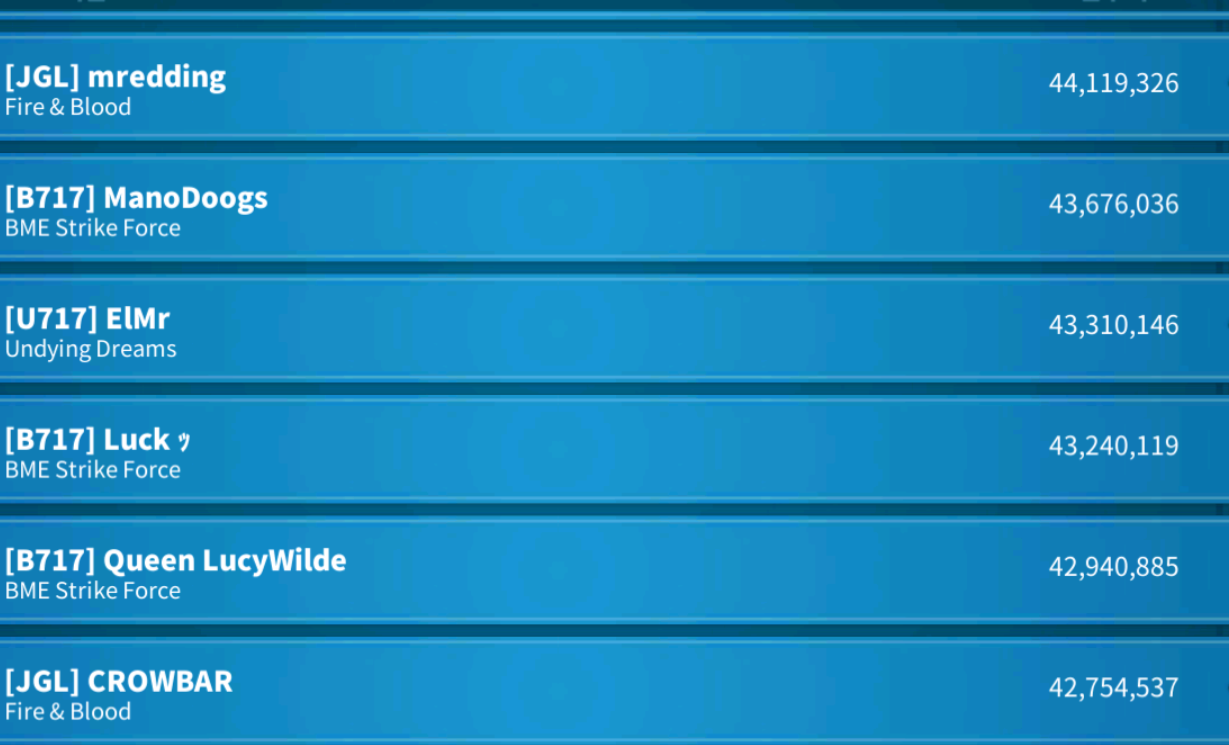 [JGL] mredding
44,119,326
Fire & Blood
[B717] ManoDoogs
43,676,036
BME Strike Force
[U717] ElMr
43,310,146
Undying Dreams
[B717] Luck ッ
43,240,119
BME Strike Force
[B717] Queen LucyWilde
42,940,885
BME Strike Force
[JGL] CROWBAR
42,754,537
Fire & Blood